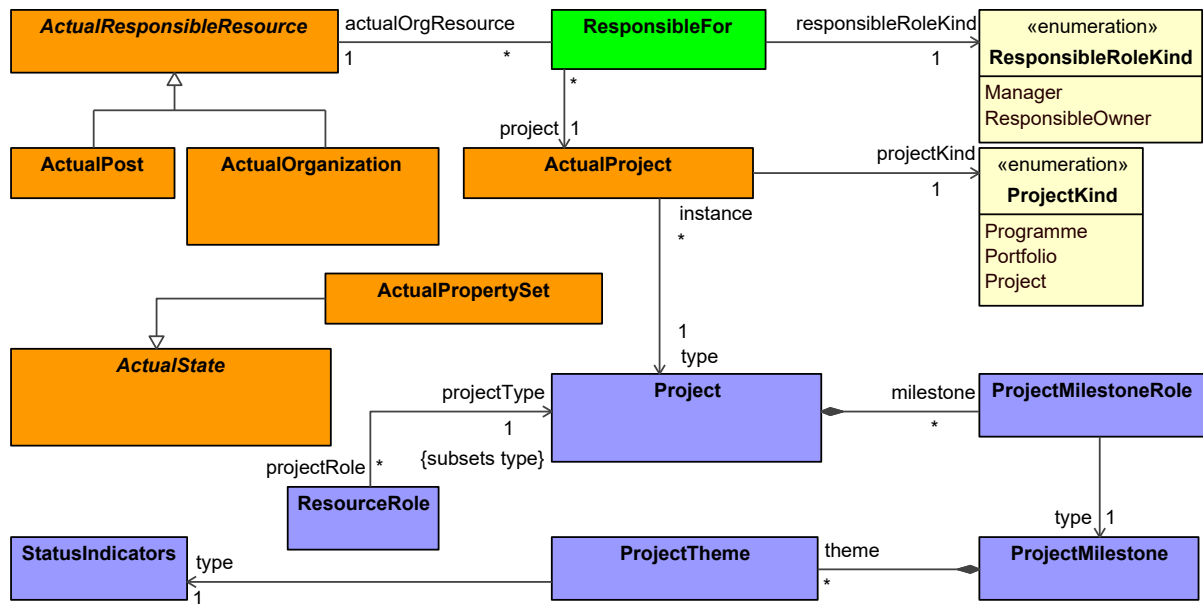 ActualResponsibleResource
actualOrgResource
1
*
ResponsibleFor
responsibleRoleKind
1
«enumeration»
ResponsibleRoleKind
Manager
ResponsibleOwner
*
project
1
ActualPost
ActualOrganization
ActualProject
projectKind
1
«enumeration»
ProjectKind
Programme
Portfolio
Project
instance
*
ActualPropertySet
ActualState
1
type
projectType
1
{subsets type}
Project
milestone
*
ProjectMilestoneRole
projectRole
*
ResourceRole
type
1
StatusIndicators
type
1
ProjectTheme
theme
*
ProjectMilestone